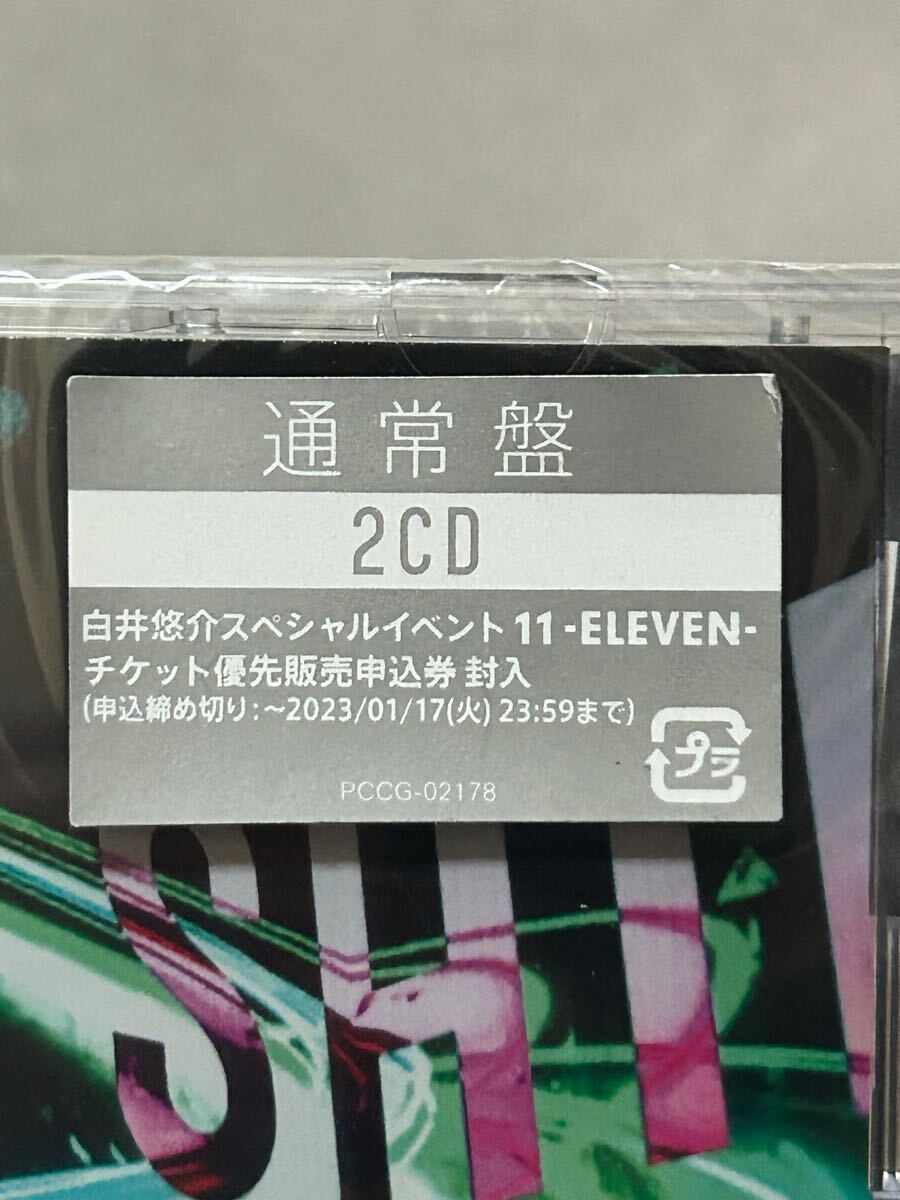 通常盤
2CD
白井悠介スペシャルイベント 11 -ELEVEN-
チケット優先販売申込券 封入
(申込締め切り:～2023/01/17(火) 23:59まで)
プラ
PCCG-02178